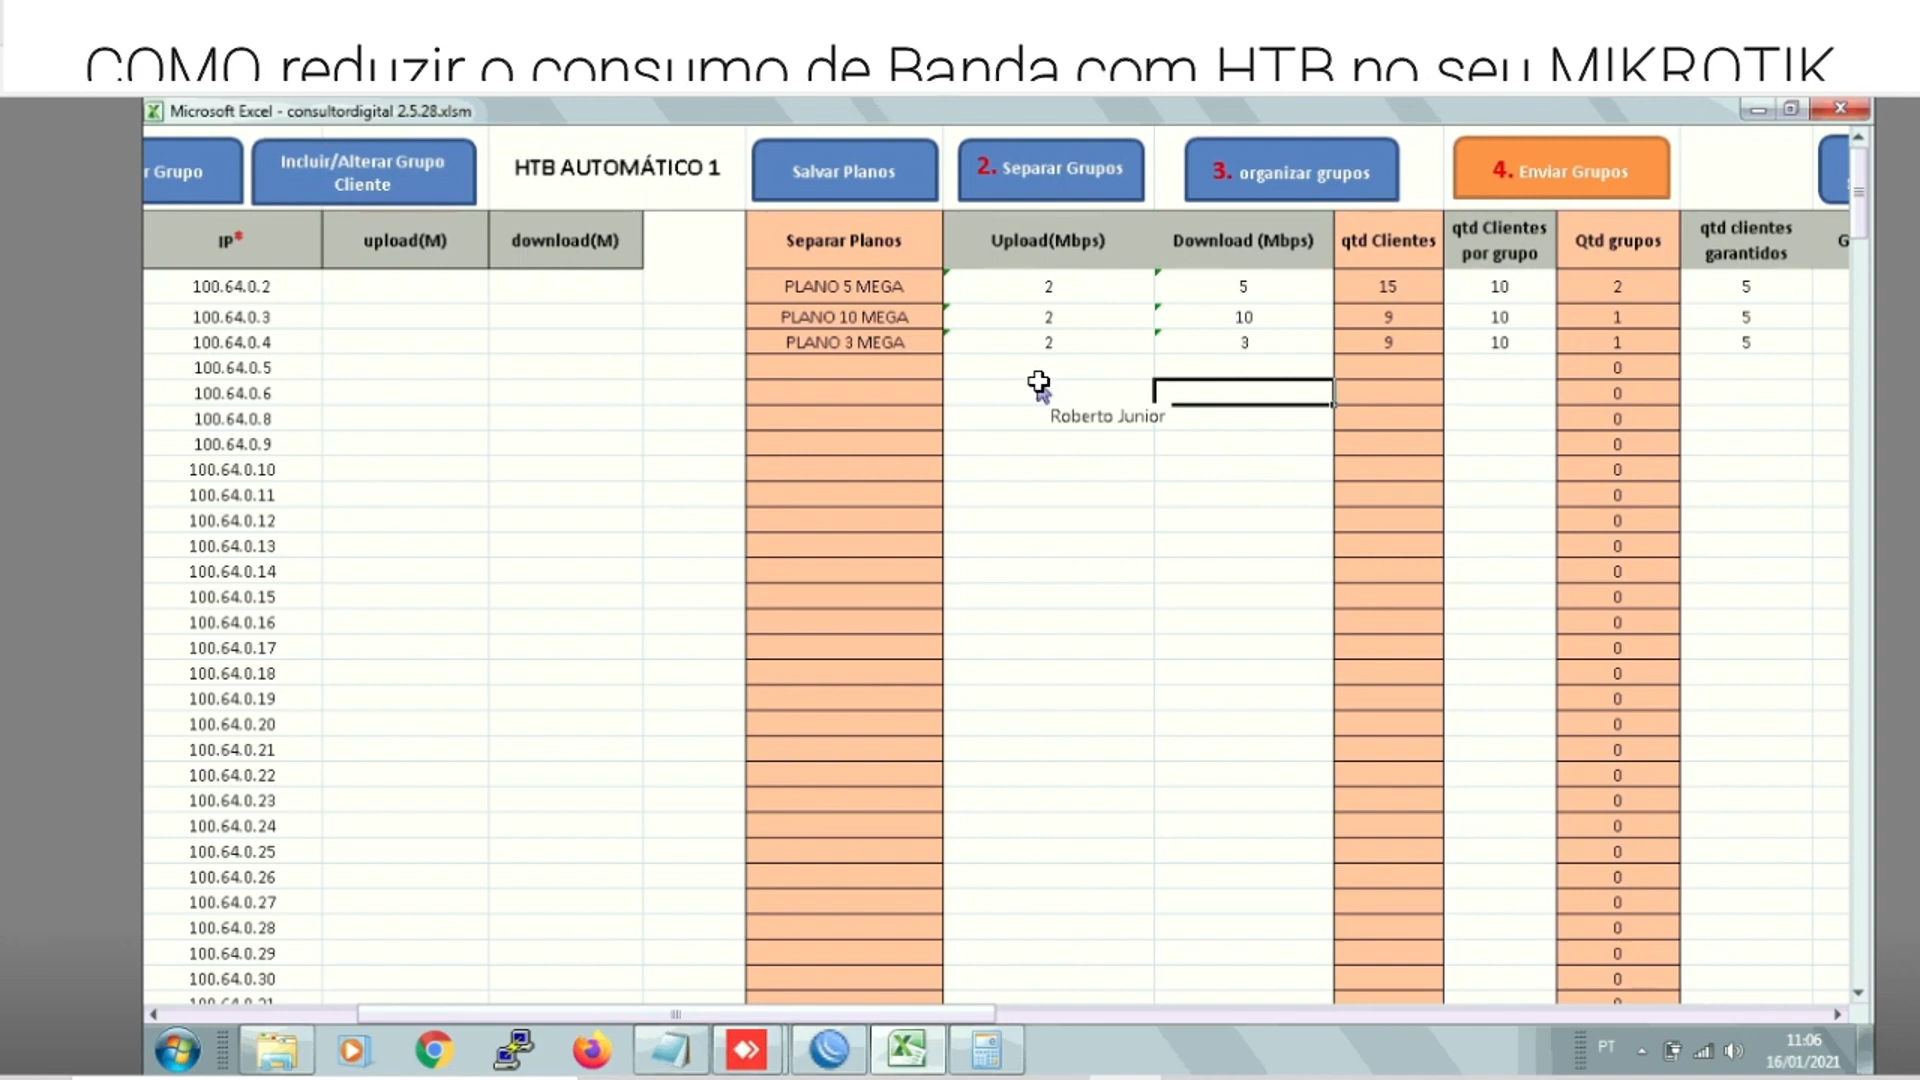 COMO reduzir o consumo de Banda com HTB no seu MIKROTIK
Microsoft Excel - consultordigital 2.5.28.xlsm
r Grupo
Incluir/Alterar Grupo
Cliente
HTB AUTOMÁTICO 1
Salvar Planos
2. Separar Grupos
3. organizar grupos
4. Enviar Grupos
IP* upload(M) download(M) Separar Planos Upload(Mbps) Download (Mbps) qtd Clientes qtd Clientes por grupo Qtd grupos qtd clientes garantidos G
100.64.0.2 PLANO 5 MEGA 2 5 15 10 2 5
100.64.0.3 PLANO 10 MEGA 2 10 9 10 1 5
100.64.0.4 PLANO 3 MEGA 2 3 9 10 1 5
100.64.0.5 0
100.64.0.6 0
Roberto Junior
100.64.0.8 0
100.64.0.9 0
100.64.0.10 0
100.64.0.11 0
100.64.0.12 0
100.64.0.13 0
100.64.0.14 0
100.64.0.15 0
100.64.0.16 0
100.64.0.17 0
100.64.0.18 0
100.64.0.19 0
100.64.0.20 0
100.64.0.21 0
100.64.0.22 0
100.64.0.23 0
100.64.0.24 0
100.64.0.25 0
100.64.0.26 0
100.64.0.27 0
100.64.0.28 0
100.64.0.29 0
100.64.0.30 0
PT
11:06
16/01/2021